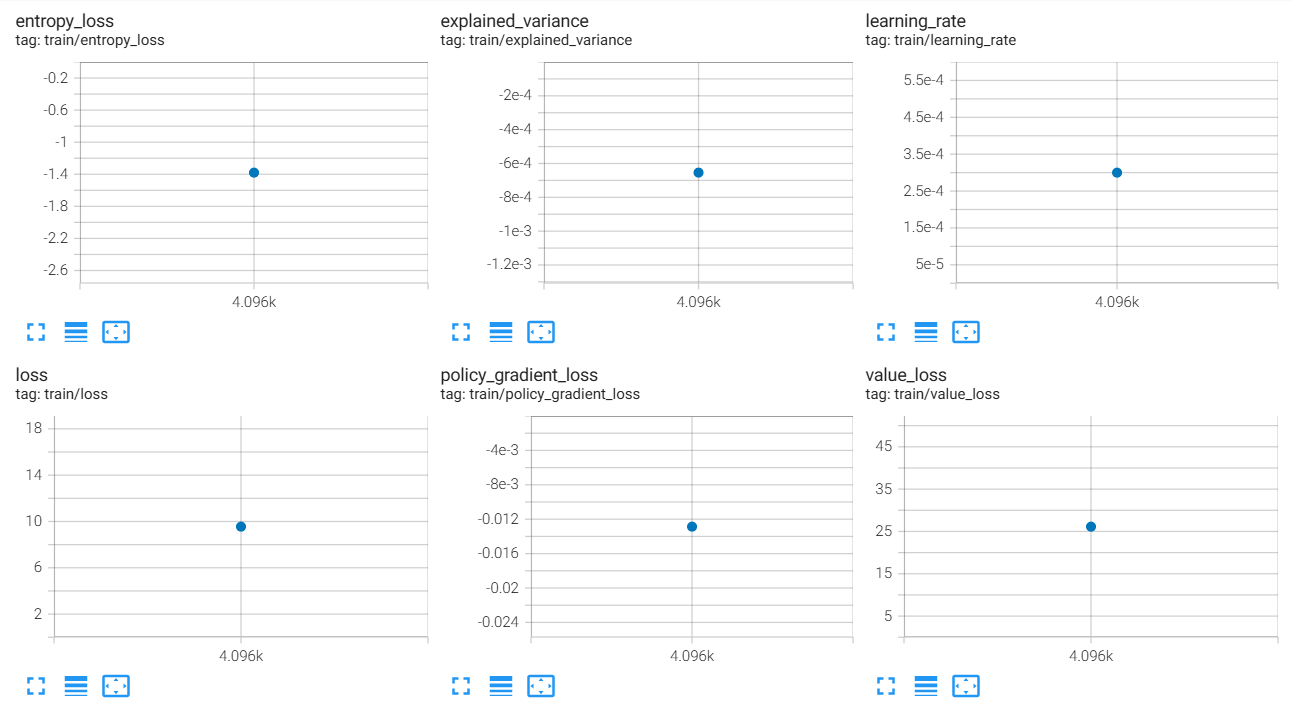 entropy_loss
tag: train/entropy_loss
-0.2
-0.6
-1
-1.4
-1.8
-2.2
-2.6
4.096k
explained_variance
tag: train/explained_variance
-2e-4
-4e-4
-6e-4
-8e-4
-1e-3
-1.2e-3
4.096k
learning_rate
tag: train/learning_rate
5.5e-4
4.5e-4
3.5e-4
2.5e-4
1.5e-4
5e-5
4.096k
loss
tag: train/loss
18
14
10
6
2
4.096k
policy_gradient_loss
tag: train/policy_gradient_loss
-4e-3
-8e-3
-0.012
-0.016
-0.02
-0.024
4.096k
value_loss
tag: train/value_loss
45
35
25
15
5
4.096k